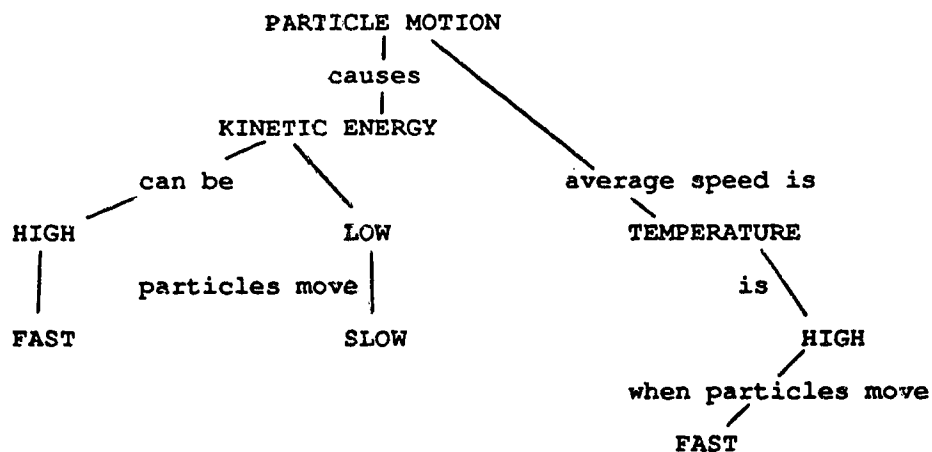 PARTICLE MOTION
causes
KINETIC ENERGY
can be
average speed is
HIGH
LOW
TEMPERATURE
particles move
is
FAST
SLOW
HIGH
when particles move
FAST